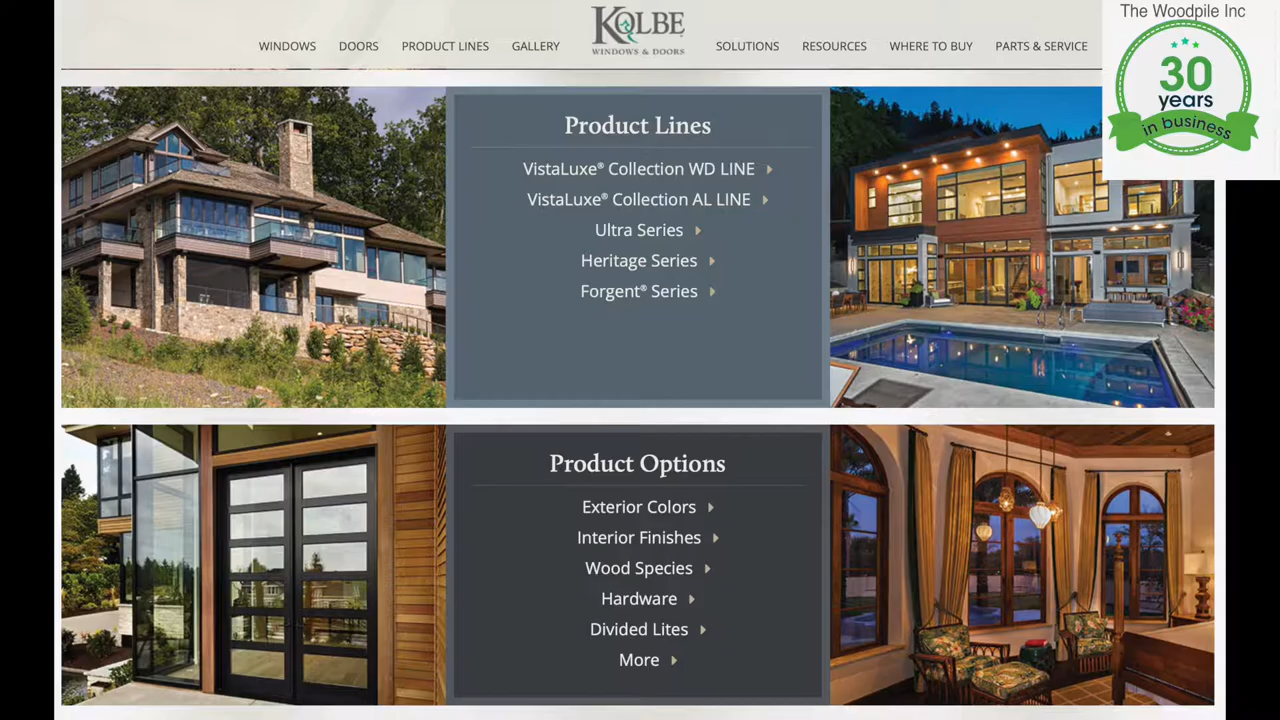 The Woodpile Inc
KOLBE
WINDOWS & DOORS
WINDOWS
DOORS
PRODUCT LINES
GALLERY
SOLUTIONS
RESOURCES
WHERE TO BUY
PARTS & SERVICE
30
years
in business
Product Lines
VistaLuxe® Collection WD LINE
VistaLuxe® Collection AL LINE
Ultra Series
Heritage Series
Forgent® Series
Product Options
Exterior Colors
Interior Finishes
Wood Species
Hardware
Divided Lites
More